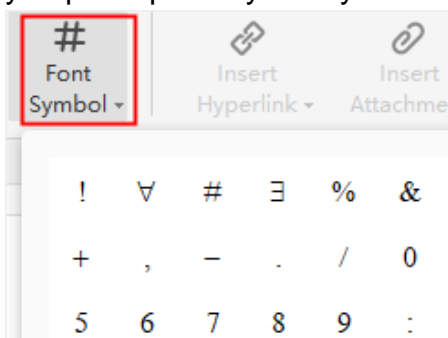 #
Font
Symbol
Insert
Hyperlink
Insert
Attachme
! ∀ # ∃ % &
+ , − . / 0
5 6 7 8 9 :